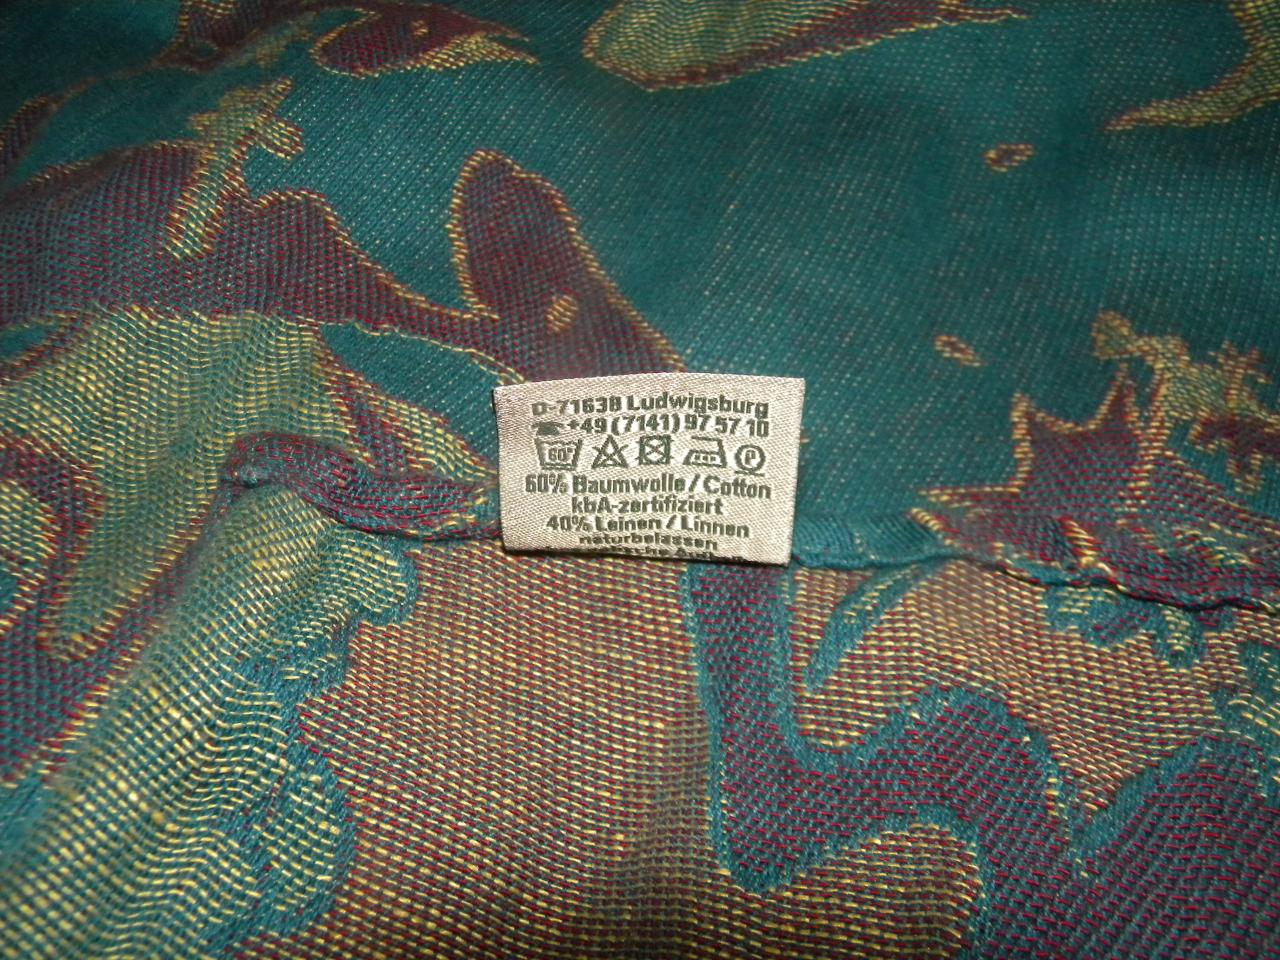 D-71638 Ludwigsburg
☎ +49 (7141) 97 57 10
60° P
60% Baumwolle / Cotton
kbA-zertifiziert
40% Leinen / Linnen
naturbelassen